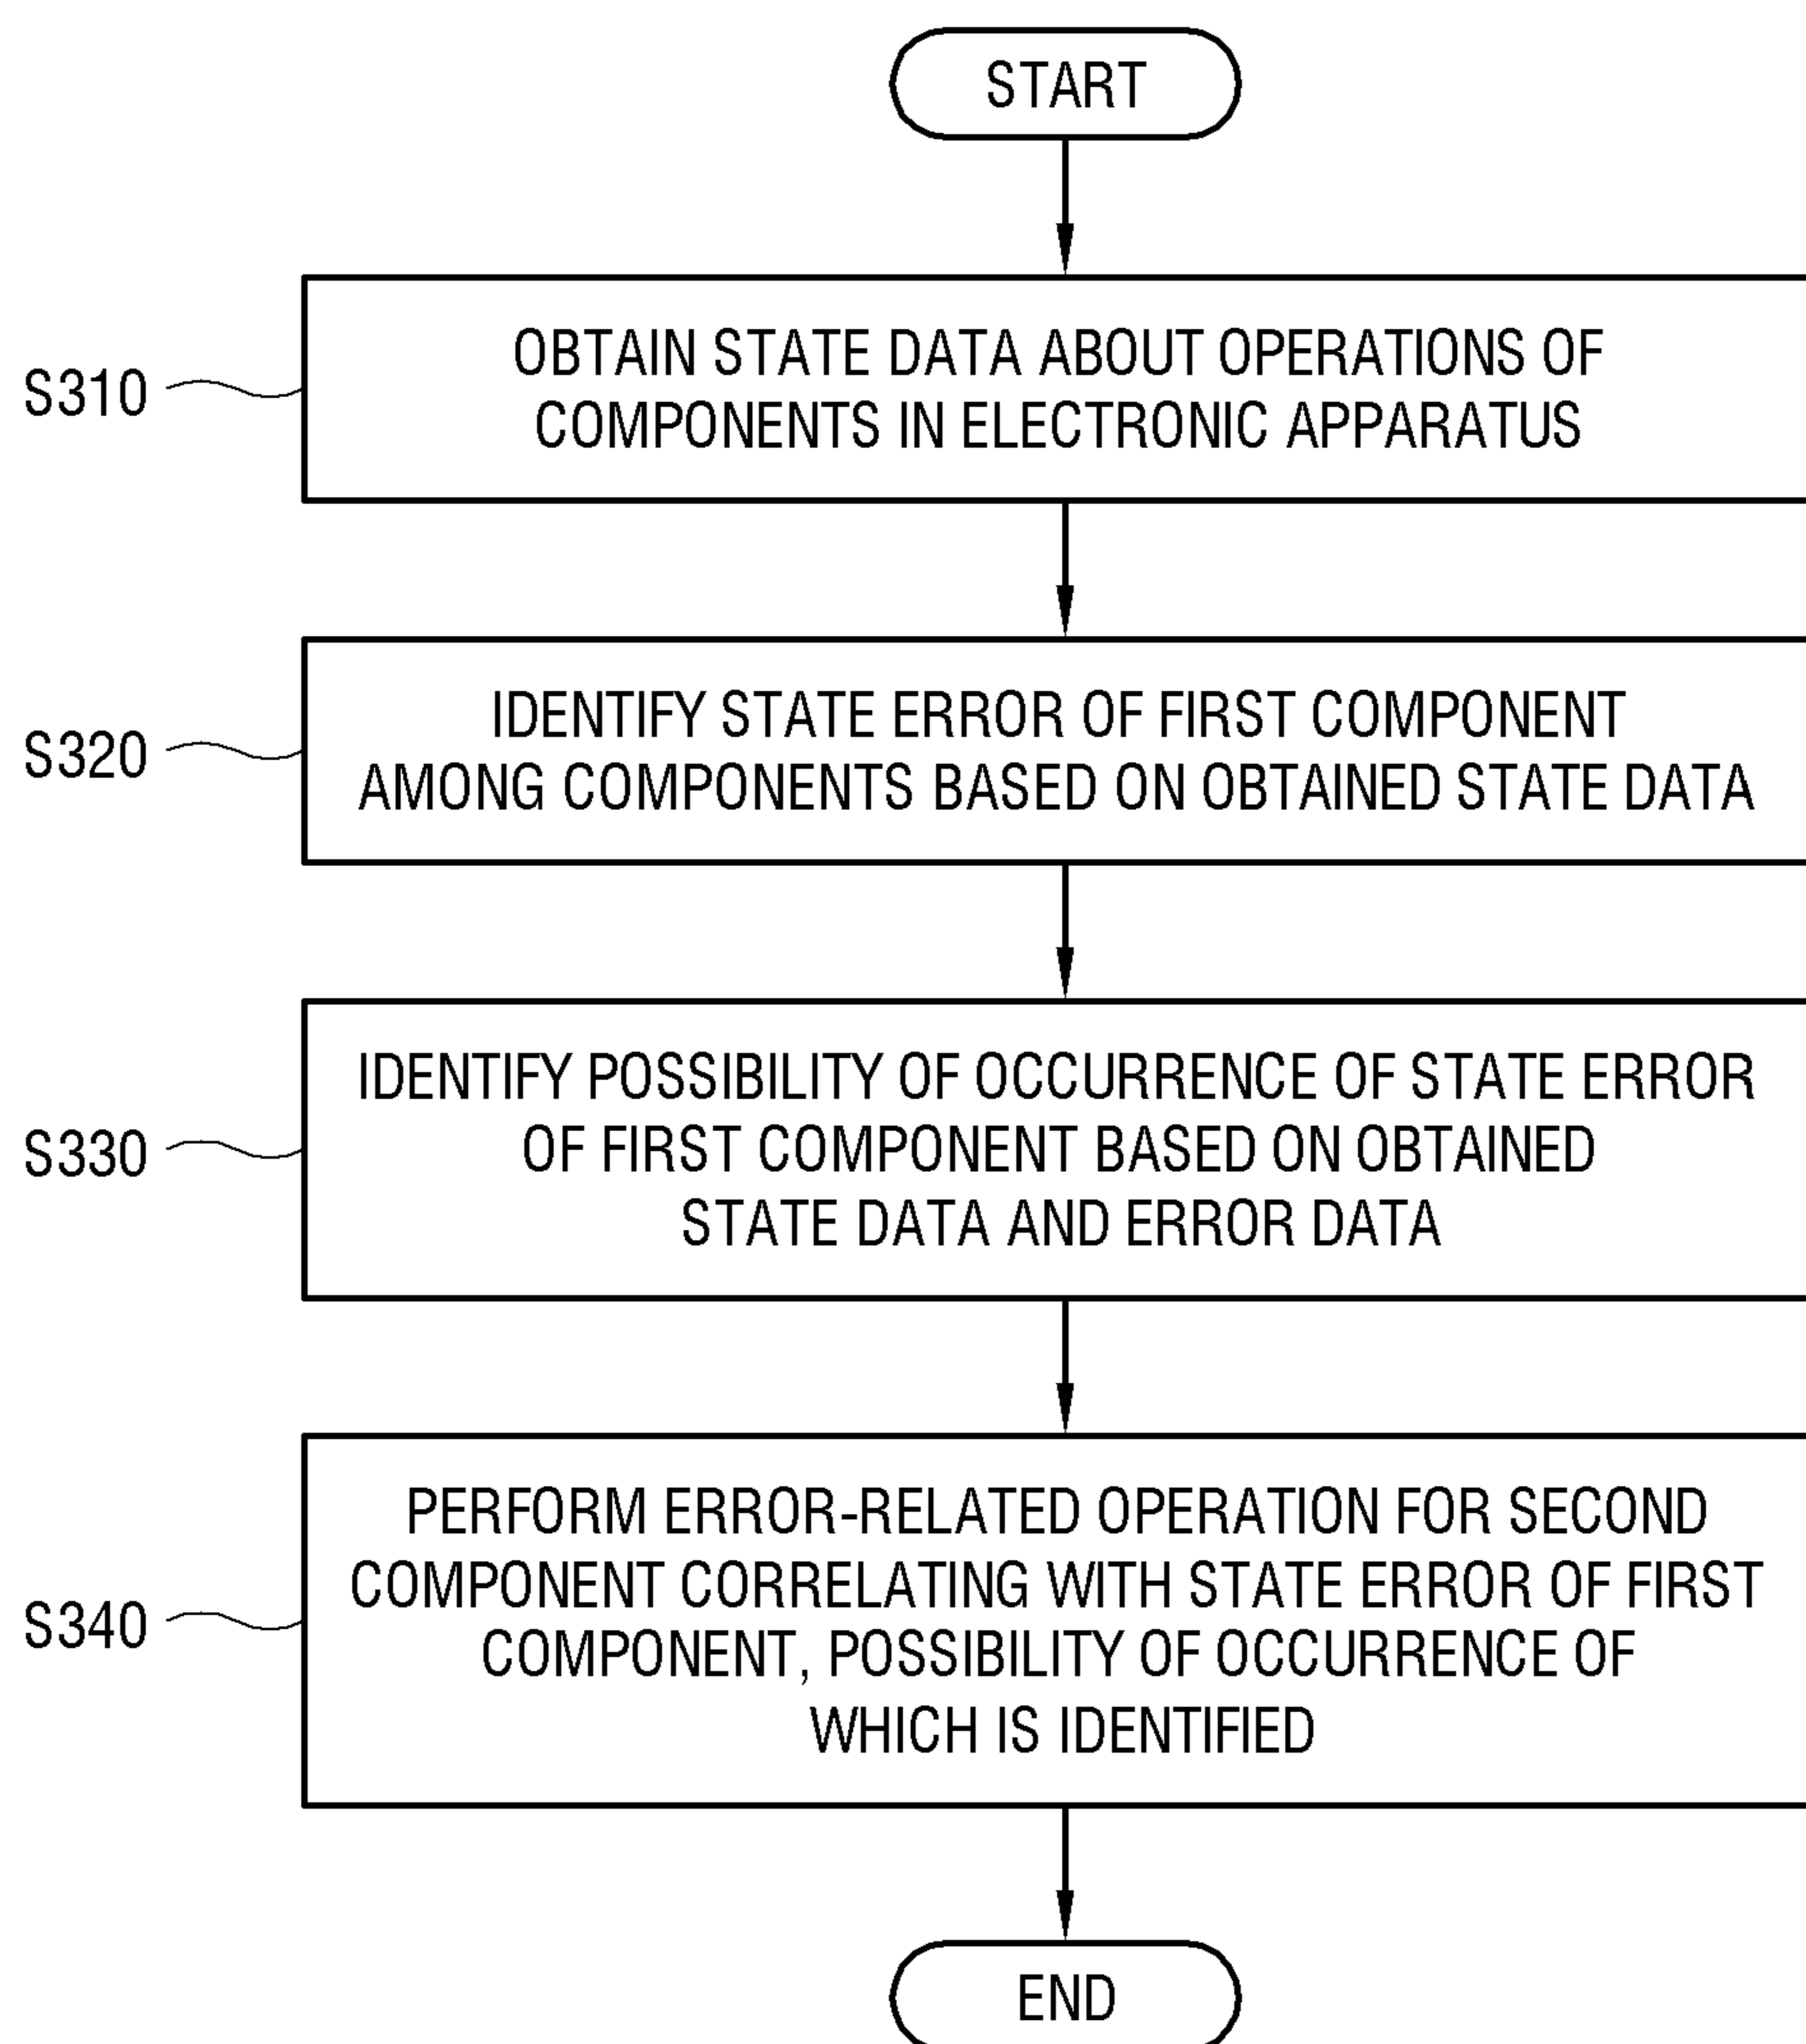 START
S310
OBTAIN STATE DATA ABOUT OPERATIONS OF
COMPONENTS IN ELECTRONIC APPARATUS
S320
IDENTIFY STATE ERROR OF FIRST COMPONENT
AMONG COMPONENTS BASED ON OBTAINED STATE DATA
S330
IDENTIFY POSSIBILITY OF OCCURRENCE OF STATE ERROR
OF FIRST COMPONENT BASED ON OBTAINED
STATE DATA AND ERROR DATA
S340
PERFORM ERROR-RELATED OPERATION FOR SECOND
COMPONENT CORRELATING WITH STATE ERROR OF FIRST
COMPONENT, POSSIBILITY OF OCCURRENCE OF
WHICH IS IDENTIFIED
END